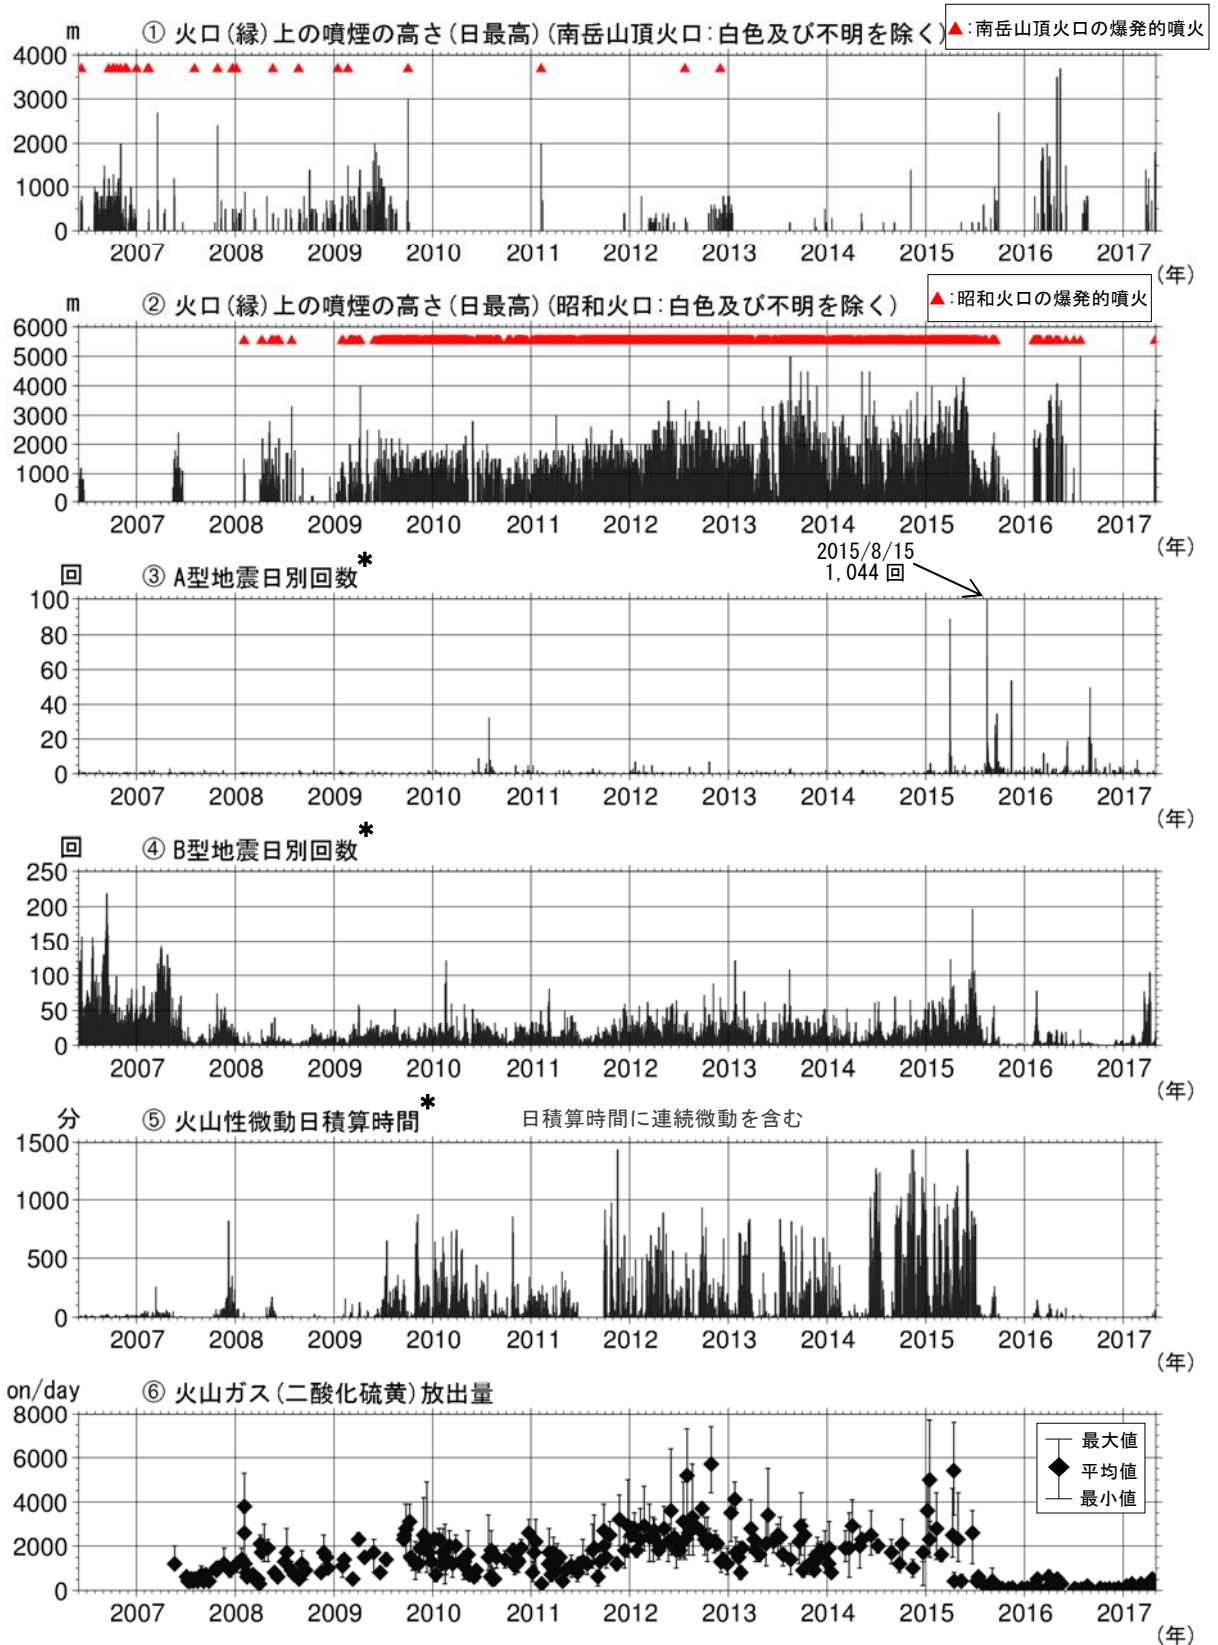 m ① 火口(縁)上の噴煙の高さ(日最高)(南岳山頂火口:白色及び不明を除く)
▲:南岳山頂火口の爆発的噴火
4000
3000
2000
1000
0
2007 2008 2009 2010 2011 2012 2013 2014 2015 2016 2017
(年)
m ② 火口(縁)上の噴煙の高さ(日最高)(昭和火口:白色及び不明を除く)
▲:昭和火口の爆発的噴火
6000
5000
4000
3000
2000
1000
0
2007 2008 2009 2010 2011 2012 2013 2014 2015 2016 2017
(年)
回 ③ A型地震日別回数*
2015/8/15
1,044 回
100
80
60
40
20
0
2007 2008 2009 2010 2011 2012 2013 2014 2015 2016 2017
(年)
回 ④ B型地震日別回数*
250
200
150
100
50
0
2007 2008 2009 2010 2011 2012 2013 2014 2015 2016 2017
(年)
分 ⑤ 火山性微動日積算時間* 日積算時間に連続微動を含む
1500
1000
500
0
2007 2008 2009 2010 2011 2012 2013 2014 2015 2016 2017
(年)
on/day ⑥ 火山ガス(二酸化硫黄)放出量
8000
6000
4000
2000
0
最大値
平均値
最小値
2007 2008 2009 2010 2011 2012 2013 2014 2015 2016 2017
(年)